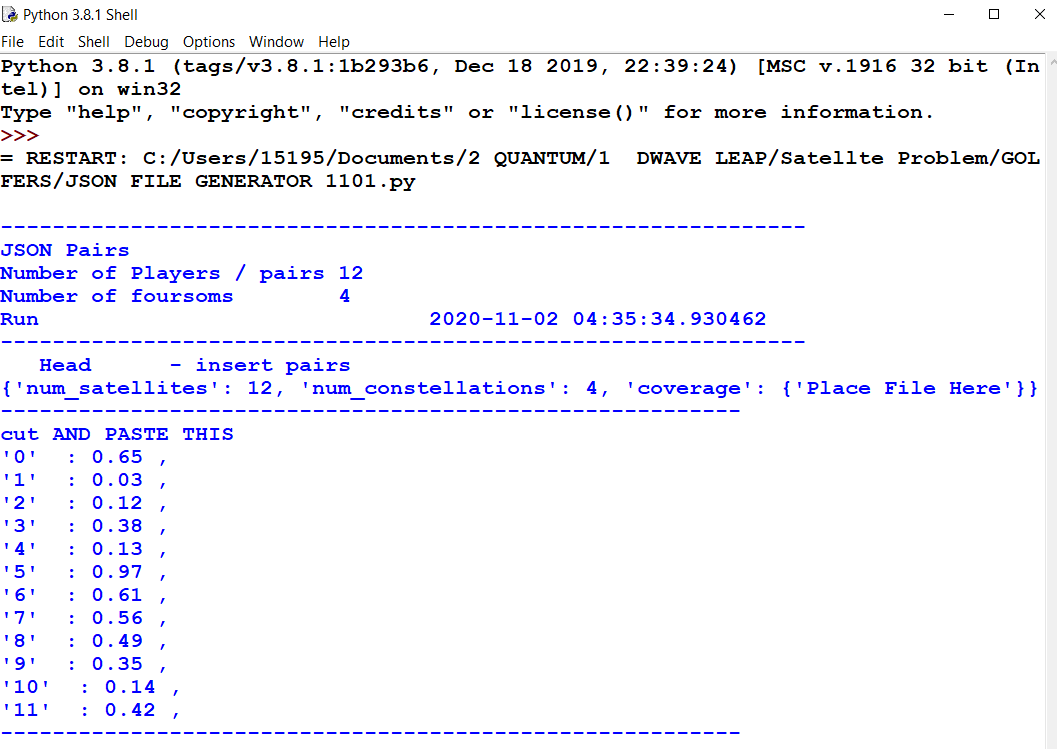 Python 3.8.1 Shell
File Edit Shell Debug Options Window Help
Python 3.8.1 (tags/v3.8.1:1b293b6, Dec 18 2019, 22:39:24) [MSC v.1916 32 bit (In
tel)] on win32
Type "help", "copyright", "credits" or "license()" for more information.
>>>
= RESTART: C:/Users/15195/Documents/2 QUANTUM/1  DWAVE LEAP/Satellte Problem/GOL
FERS/JSON FILE GENERATOR 1101.py
--------------------------------------------------------------
JSON Pairs
Number of Players / pairs 12
Number of foursoms        4
Run                              2020-11-02 04:35:34.930462
--------------------------------------------------------------
   Head      - insert pairs
{'num_satellites': 12, 'num_constellations': 4, 'coverage': {'Place File Here'}}
---------------------------------------------------------
cut AND PASTE THIS
'0'  : 0.65 ,
'1'  : 0.03 ,
'2'  : 0.12 ,
'3'  : 0.38 ,
'4'  : 0.13 ,
'5'  : 0.97 ,
'6'  : 0.61 ,
'7'  : 0.56 ,
'8'  : 0.49 ,
'9'  : 0.35 ,
'10'  : 0.14 ,
'11'  : 0.42 ,
---------------------------------------------------------